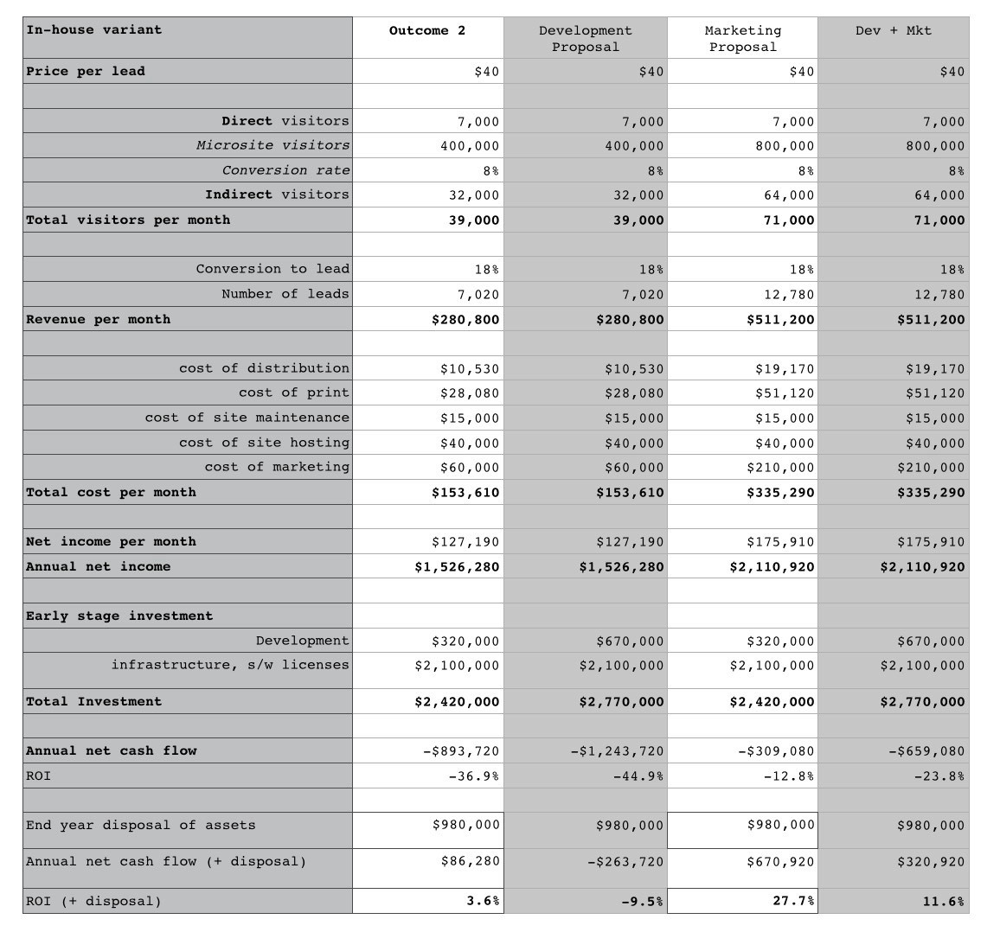 In-house variant Outcome 2 Development Marketing Dev + Mkt
Proposal Proposal
Price per lead $40 $40 $40 $40
Direct visitors 7,000 7,000 7,000 7,000
Microsite visitors 400,000 400,000 800,000 800,000
Conversion rate 8% 8% 8% 8%
Indirect visitors 32,000 32,000 64,000 64,000
Total visitors per month 39,000 39,000 71,000 71,000
Conversion to lead 18% 18% 18% 18%
Number of leads 7,020 7,020 12,780 12,780
Revenue per month $280,800 $280,800 $511,200 $511,200
cost of distribution $10,530 $10,530 $19,170 $19,170
cost of print $28,080 $28,080 $51,120 $51,120
cost of site maintenance $15,000 $15,000 $15,000 $15,000
cost of site hosting $40,000 $40,000 $40,000 $40,000
cost of marketing $60,000 $60,000 $210,000 $210,000
Total cost per month $153,610 $153,610 $335,290 $335,290
Net income per month $127,190 $127,190 $175,910 $175,910
Annual net income $1,526,280 $1,526,280 $2,110,920 $2,110,920
Early stage investment
Development $320,000 $670,000 $320,000 $670,000
infrastructure, s/w licenses $2,100,000 $2,100,000 $2,100,000 $2,100,000
Total Investment $2,420,000 $2,770,000 $2,420,000 $2,770,000
Annual net cash flow −$893,720 −$1,243,720 −$309,080 −$659,080
ROI −36.9% −44.9% −12.8% −23.8%
End year disposal of assets $980,000 $980,000 $980,000 $980,000
Annual net cash flow (+ disposal) $86,280 −$263,720 $670,920 $320,920
ROI (+ disposal) 3.6% −9.5% 27.7% 11.6%